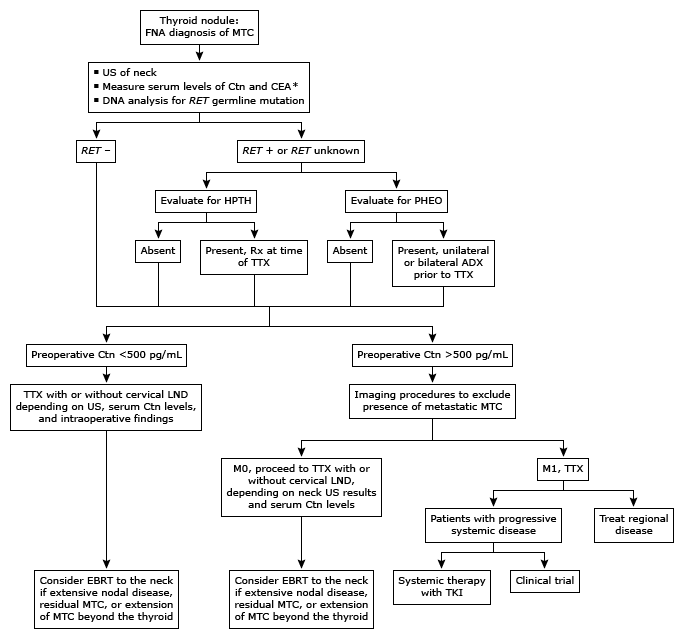 Thyroid nodule:
FNA diagnosis of MTC
▪ US of neck
▪ Measure serum levels of Ctn and CEA*
▪ DNA analysis for RET germline mutation
RET –
RET + or RET unknown
Evaluate for HPTH
Evaluate for PHEO
Absent
Present, Rx at time
of TTX
Absent
Present, unilateral
or bilateral ADX
prior to TTX
Preoperative Ctn <500 pg/mL
Preoperative Ctn >500 pg/mL
TTX with or without cervical LND
depending on US, serum Ctn levels,
and intraoperative findings
Imaging procedures to exclude
presence of metastatic MTC
M0, proceed to TTX with or
without cervical LND,
depending on neck US results
and serum Ctn levels
M1, TTX
Patients with progressive
systemic disease
Treat regional
disease
Consider EBRT to the neck
if extensive nodal disease,
residual MTC, or extension
of MTC beyond the thyroid
Consider EBRT to the neck
if extensive nodal disease,
residual MTC, or extension
of MTC beyond the thyroid
Systemic therapy
with TKI
Clinical trial